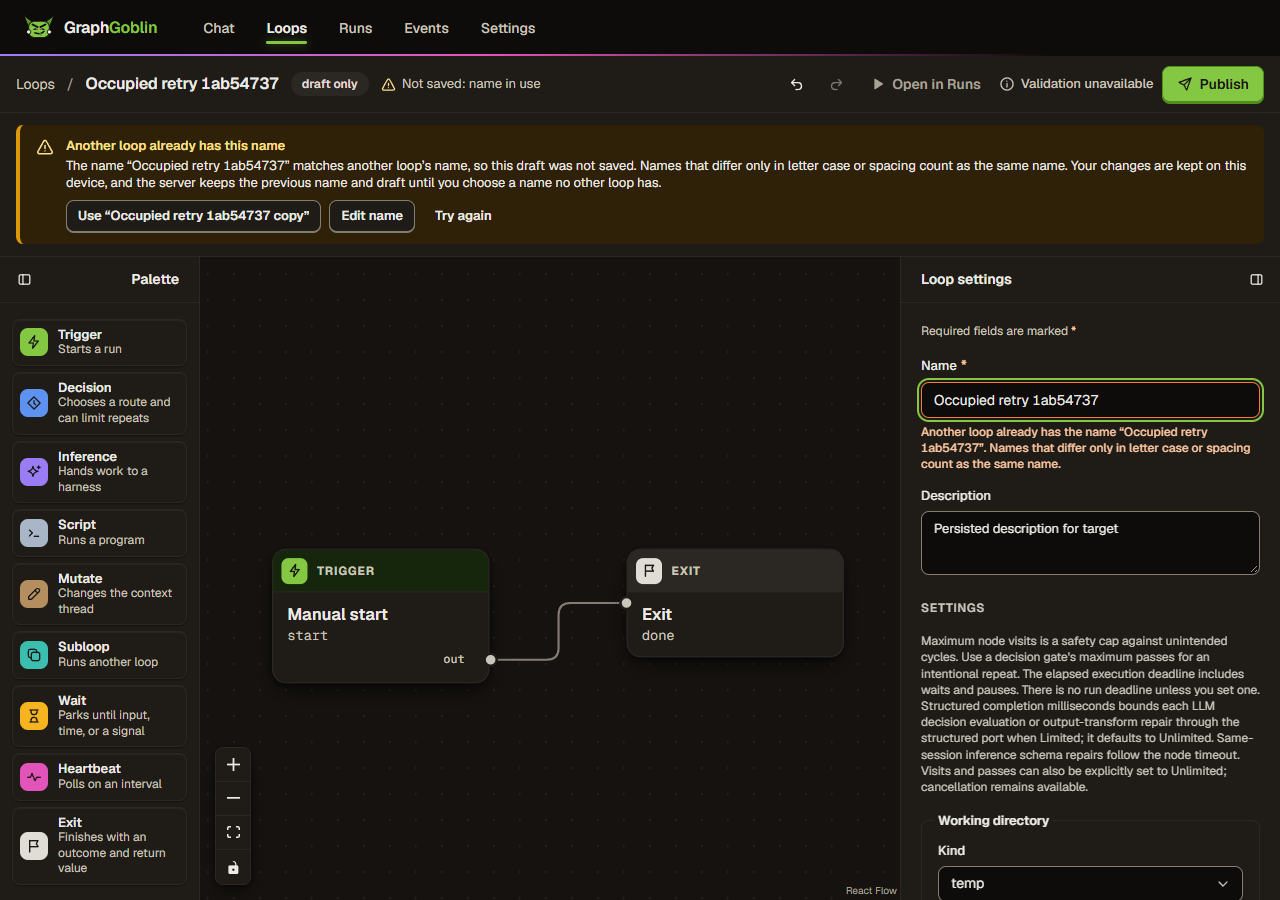 GraphGoblin
Chat
Loops
Runs
Events
Settings
Loops / Occupied retry 1ab54737
draft only
Not saved: name in use
Open in Runs
Validation unavailable
Publish
Another loop already has this name
The name “Occupied retry 1ab54737” matches another loop’s name, so this draft was not saved. Names that differ only in letter case or spacing count as the same name. Your changes are kept on this
device, and the server keeps the previous name and draft until you choose a name no other loop has.
Use “Occupied retry 1ab54737 copy”
Edit name
Try again
Palette
Trigger
Starts a run
Decision
Chooses a route and
can limit repeats
Inference
Hands work to a
harness
Script
Runs a program
Mutate
Changes the context
thread
Subloop
Runs another loop
Wait
Parks until input,
time, or a signal
Heartbeat
Polls on an interval
Exit
Finishes with an
outcome and return
value
TRIGGER
Manual start
start
out
EXIT
Exit
done
React Flow
Loop settings
Required fields are marked *
Name *
Occupied retry 1ab54737
Another loop already has the name “Occupied retry
1ab54737”. Names that differ only in letter case or spacing
count as the same name.
Description
Persisted description for target
SETTINGS
Maximum node visits is a safety cap against unintended
cycles. Use a decision gate's maximum passes for an
intentional repeat. The elapsed execution deadline includes
waits and pauses. There is no run deadline unless you set one.
Structured completion milliseconds bounds each LLM
decision evaluation or output-transform repair through the
structured port when Limited; it defaults to Unlimited. Same-
session inference schema repairs follow the node timeout.
Visits and passes can also be explicitly set to Unlimited;
cancellation remains available.
Working directory
Kind
temp